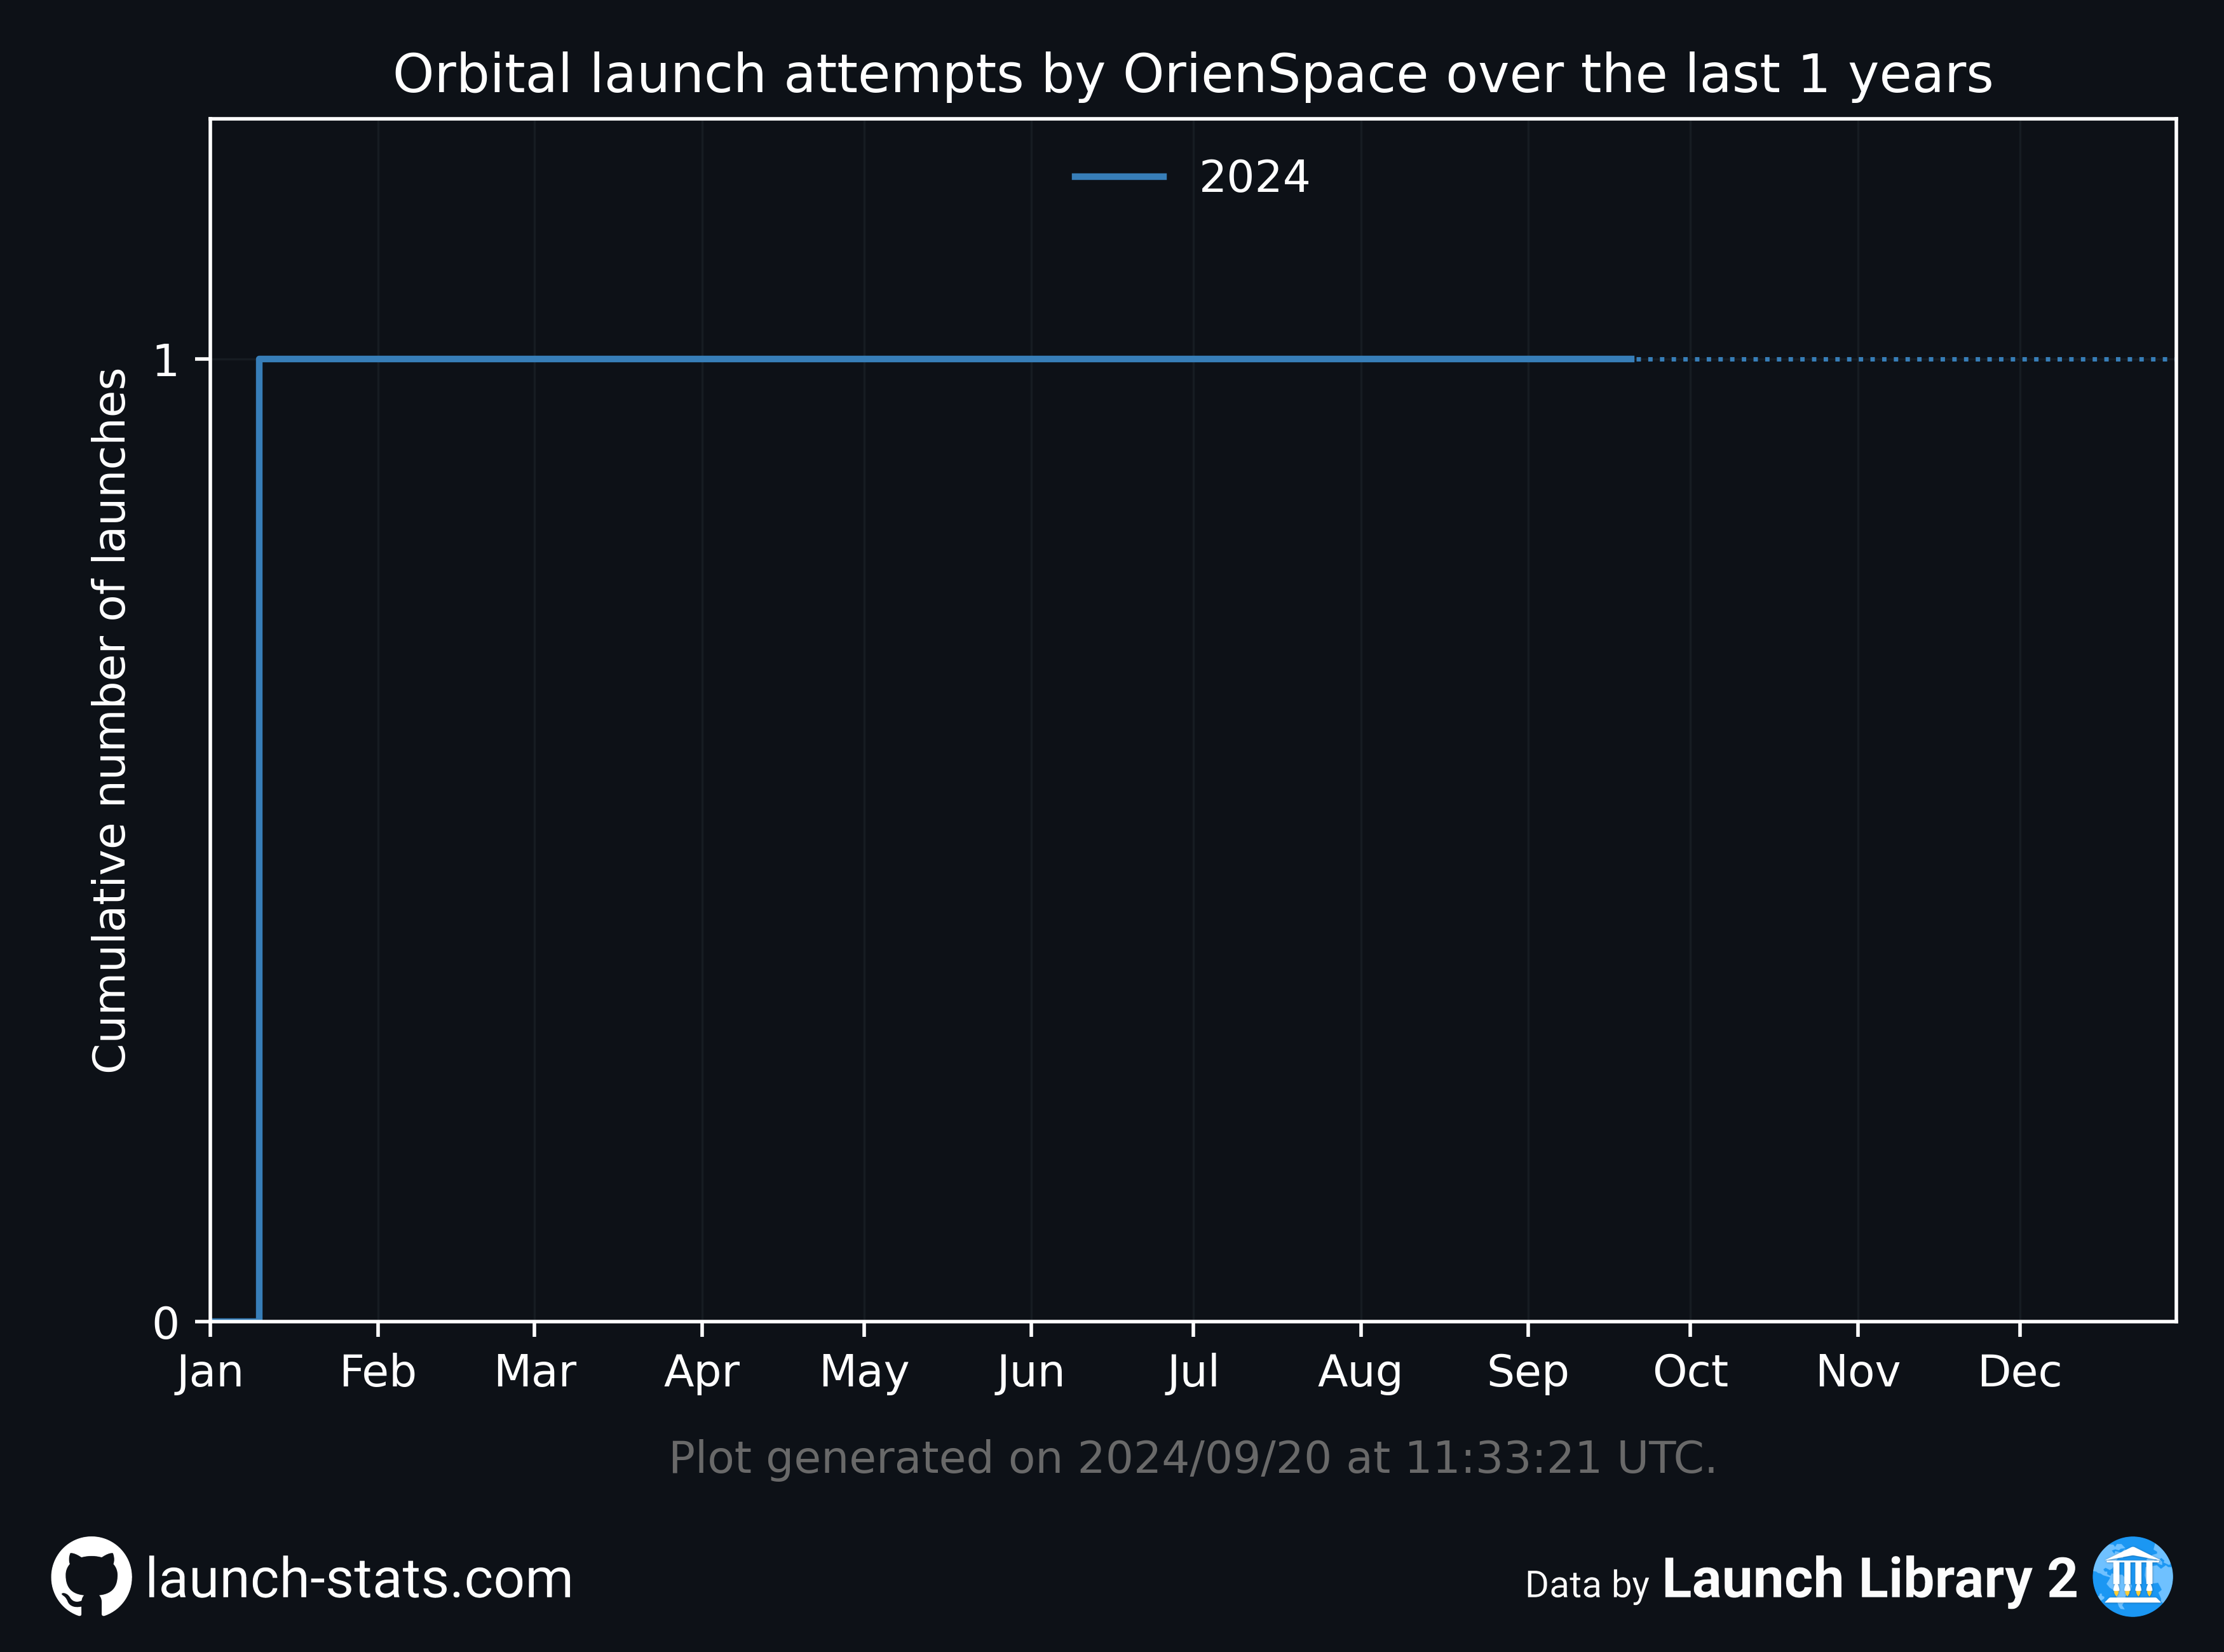 Orbital launch attempts by OrienSpace over the last 1 years
2024
Cumulative number of launches
1
0
Jan Feb Mar Apr May Jun Jul Aug Sep Oct Nov Dec
Plot generated on 2024/09/20 at 11:33:21 UTC.
launch-stats.com
Data by Launch Library 2